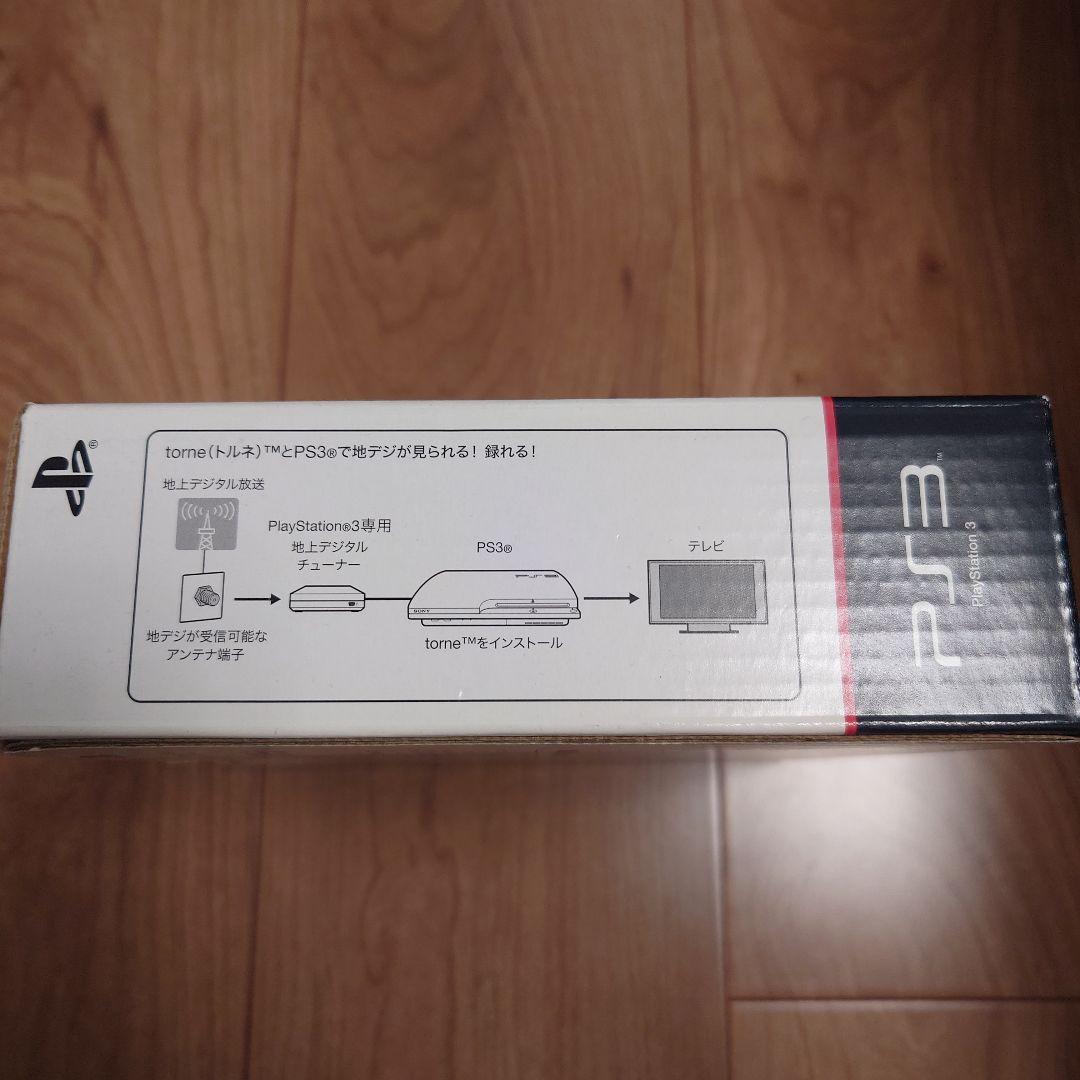 torne（トルネ）™とPS3®で地デジが見られる！録れる！
地上デジタル放送
PlayStation®3専用
地上デジタル
チューナー
PS3®
テレビ
SONY
地デジが受信可能な
アンテナ端子
torne™をインストール
PS3™
PlayStation 3
®